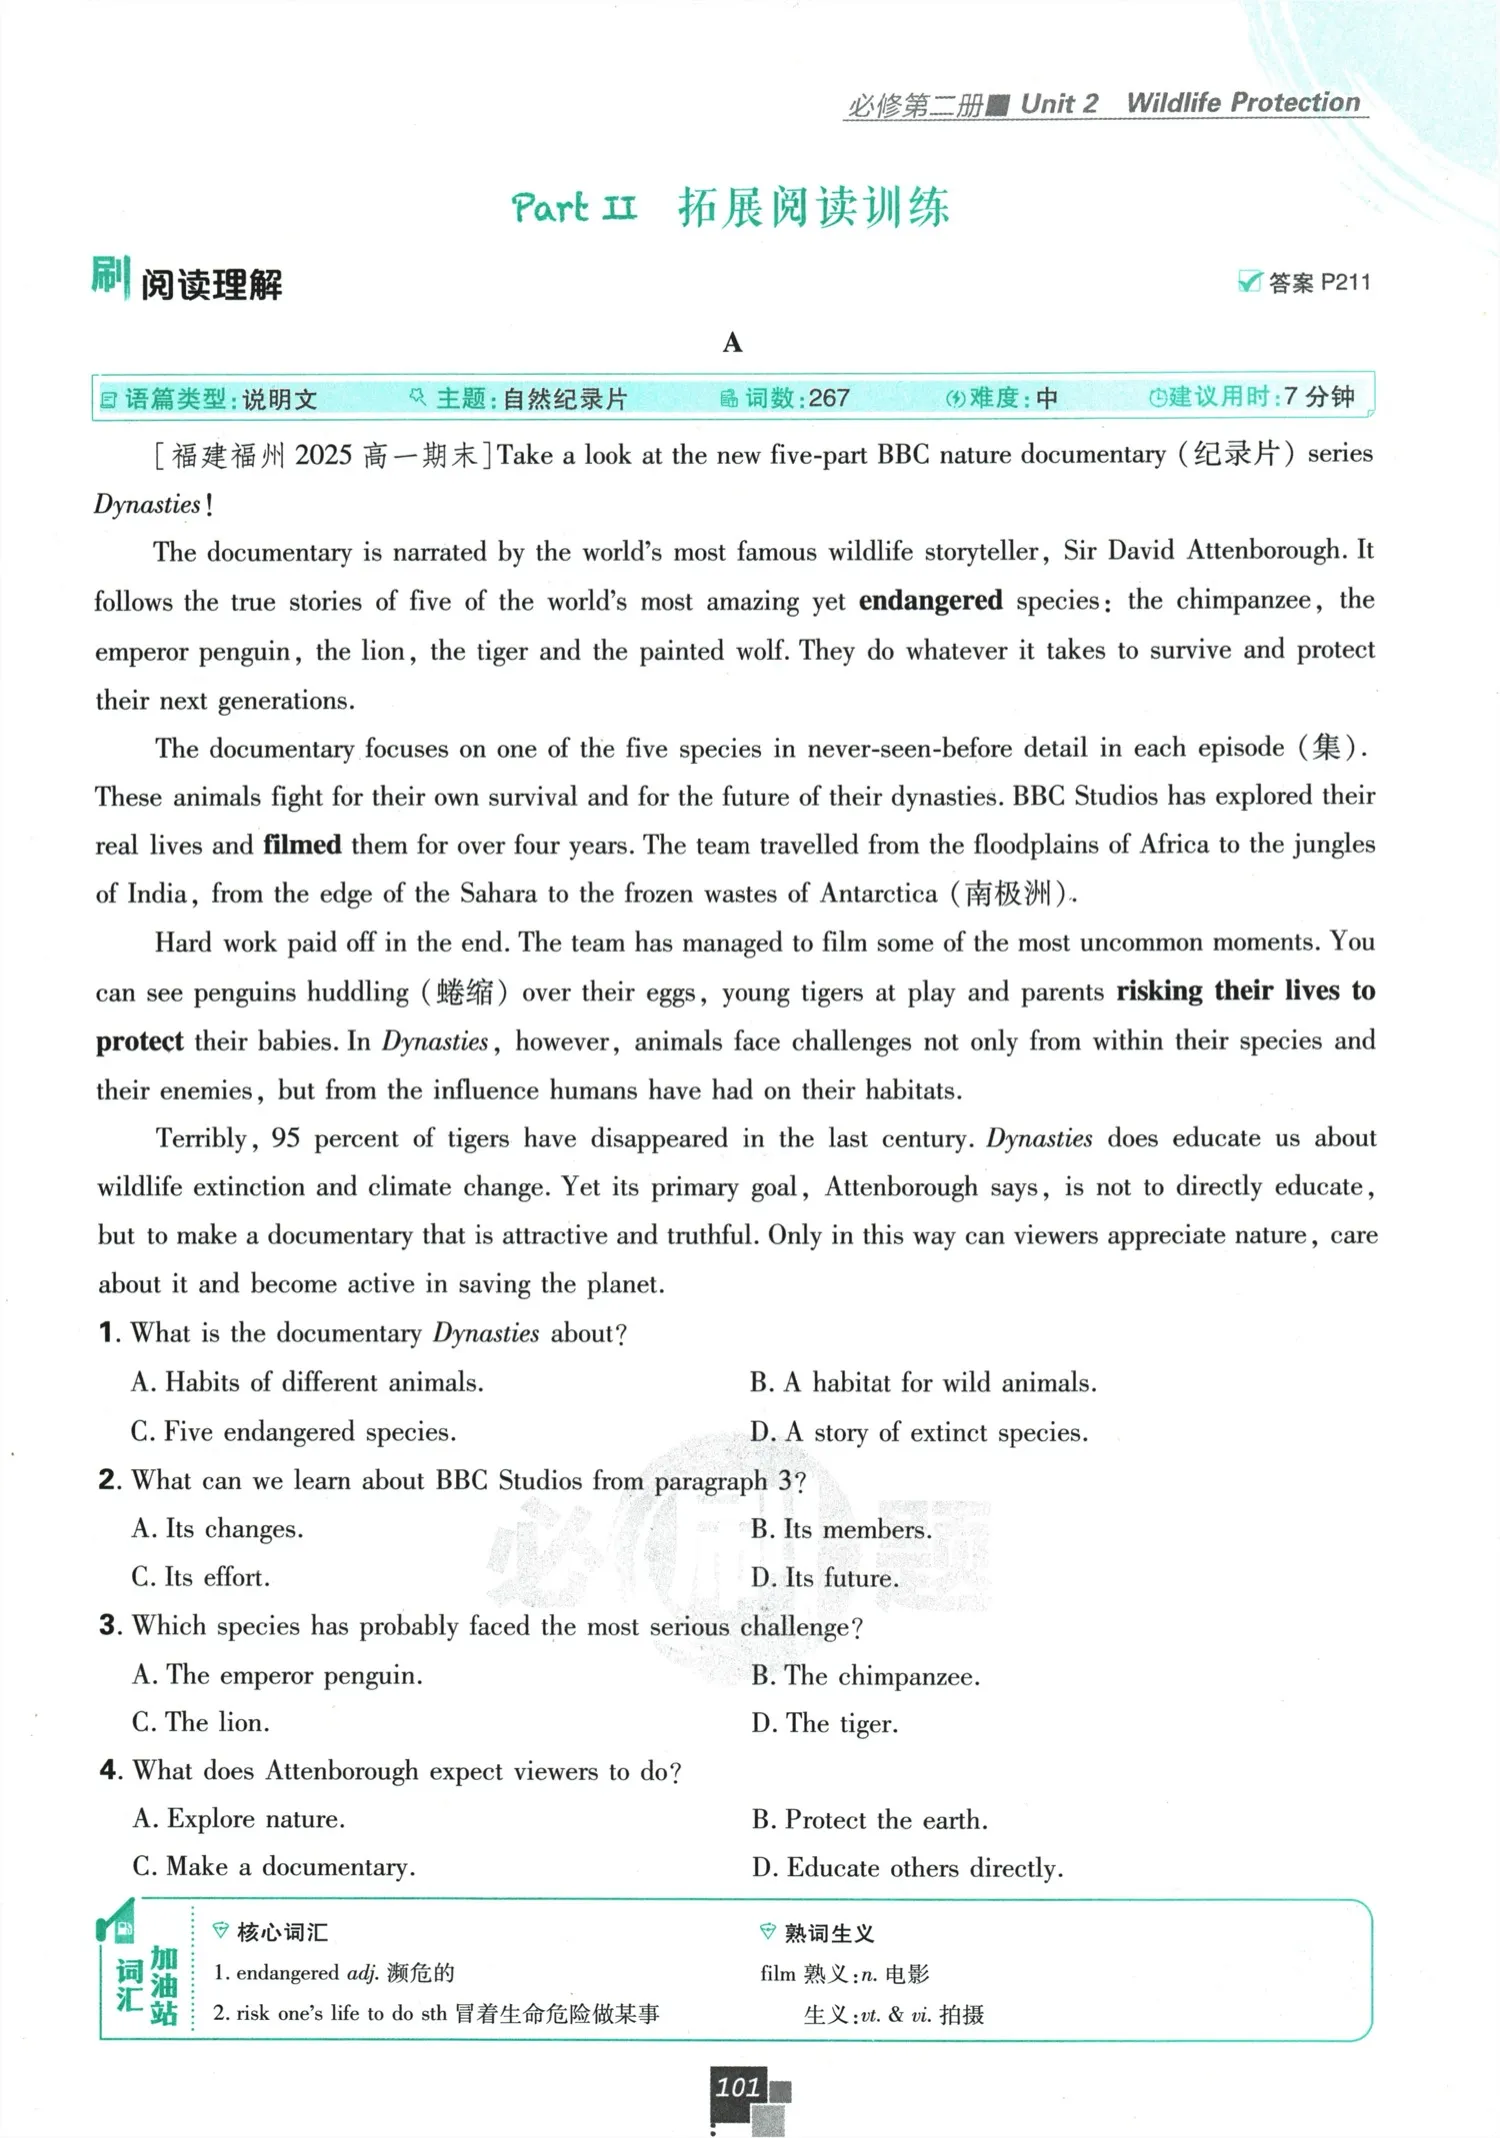 必修第二册■ Unit 2 Wildlife Protection
Part II 拓展阅读训练
刷 阅读理解
答案 P211
A
语篇类型:说明文 主题:自然纪录片 词数:267 难度:中 建议用时:7分钟
[福建福州 2025 高一期末]Take a look at the new five-part BBC nature documentary (纪录片) series
Dynasties!
The documentary is narrated by the world's most famous wildlife storyteller, Sir David Attenborough. It
follows the true stories of five of the world's most amazing yet endangered species: the chimpanzee, the
emperor penguin, the lion, the tiger and the painted wolf. They do whatever it takes to survive and protect
their next generations.
The documentary focuses on one of the five species in never-seen-before detail in each episode (集).
These animals fight for their own survival and for the future of their dynasties. BBC Studios has explored their
real lives and filmed them for over four years. The team travelled from the floodplains of Africa to the jungles
of India, from the edge of the Sahara to the frozen wastes of Antarctica (南极洲).
Hard work paid off in the end. The team has managed to film some of the most uncommon moments. You
can see penguins huddling (蜷缩) over their eggs, young tigers at play and parents risking their lives to
protect their babies. In Dynasties, however, animals face challenges not only from within their species and
their enemies, but from the influence humans have had on their habitats.
Terribly, 95 percent of tigers have disappeared in the last century. Dynasties does educate us about
wildlife extinction and climate change. Yet its primary goal, Attenborough says, is not to directly educate,
but to make a documentary that is attractive and truthful. Only in this way can viewers appreciate nature, care
about it and become active in saving the planet.
1. What is the documentary Dynasties about?
A. Habits of different animals. B. A habitat for wild animals.
C. Five endangered species. D. A story of extinct species.
2. What can we learn about BBC Studios from paragraph 3?
A. Its changes. B. Its members.
C. Its effort. D. Its future.
3. Which species has probably faced the most serious challenge?
A. The emperor penguin. B. The chimpanzee.
C. The lion. D. The tiger.
4. What does Attenborough expect viewers to do?
A. Explore nature. B. Protect the earth.
C. Make a documentary. D. Educate others directly.
词汇加油站
核心词汇 熟词生义
1. endangered adj. 濒危的 film 熟义:n. 电影
2. risk one's life to do sth 冒着生命危险做某事 生义:vt. & vi. 拍摄
101
必刷题